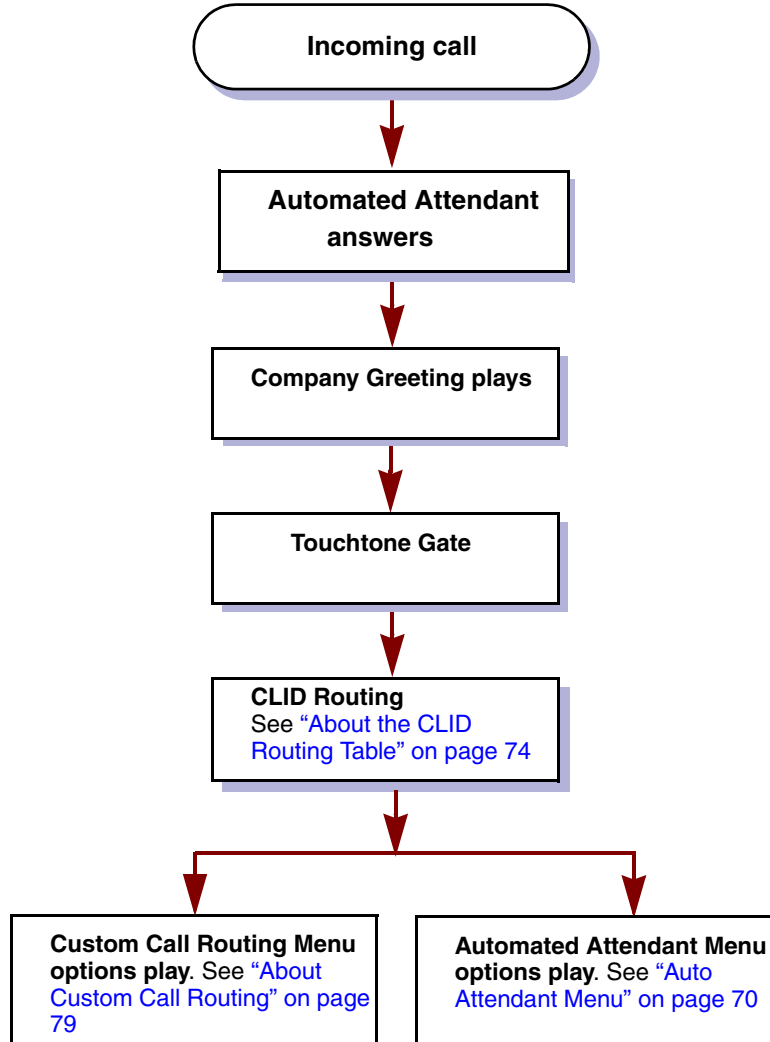 Incoming call
Automated Attendant
answers
Company Greeting plays
Touchtone Gate
CLID Routing
See “About the CLID
Routing Table” on page 74
Custom Call Routing Menu
options play. See “About
Custom Call Routing” on page
79
Automated Attendant Menu
options play. See “Auto
Attendant Menu” on page 70